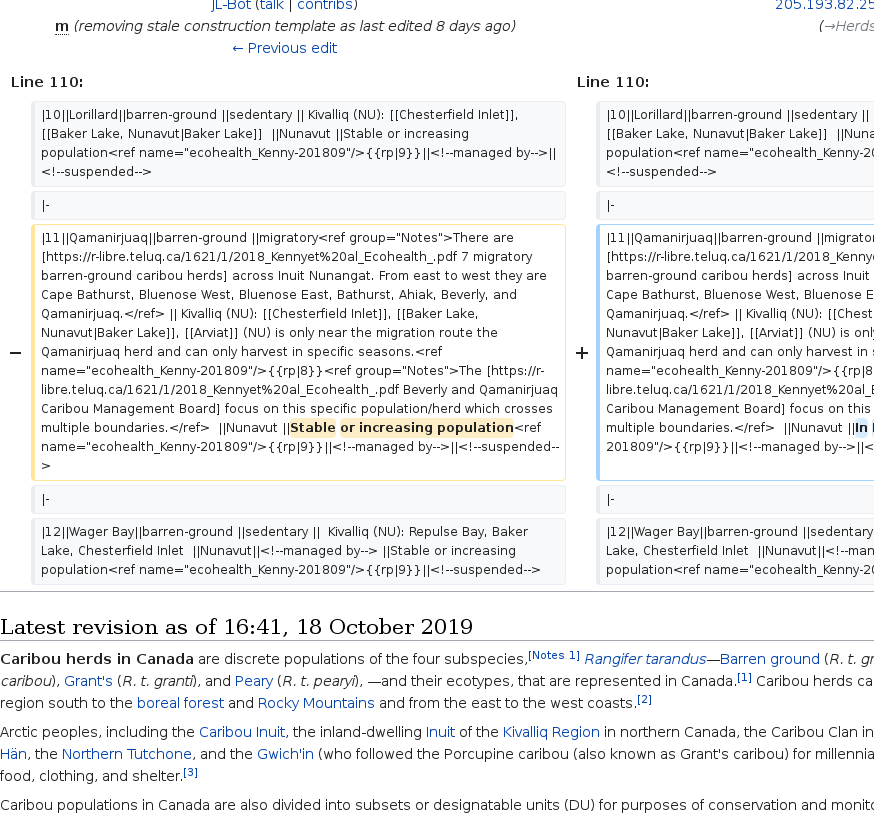 JL-Bot (talk | contribs)
205.193.82.25
m (removing stale construction template as last edited 8 days ago)
(→Herds
← Previous edit
Line 110:
Line 110:
|10||Lorillard||barren-ground ||sedentary || Kivalliq (NU): [[Chesterfield Inlet]],
[[Baker Lake, Nunavut|Baker Lake]]  ||Nunavut ||Stable or increasing
population<ref name="ecohealth_Kenny-201809"/>{{rp|9}}||<!--managed by-->||
<!--suspended-->
|10||Lorillard||barren-ground ||sedentary ||
[[Baker Lake, Nunavut|Baker Lake]]  ||Nuna
population<ref name="ecohealth_Kenny-20
<!--suspended-->
|-
|-
− |11||Qamanirjuaq||barren-ground ||migratory<ref group="Notes">There are
[https://r-libre.teluq.ca/1621/1/2018_Kennyet%20al_Ecohealth_.pdf 7 migratory
barren-ground caribou herds] across Inuit Nunangat. From east to west they are
Cape Bathurst, Bluenose West, Bluenose East, Bathurst, Ahiak, Beverly, and
Qamanirjuaq.</ref> || Kivalliq (NU): [[Chesterfield Inlet]], [[Baker Lake,
Nunavut|Baker Lake]], [[Arviat]] (NU) is only near the migration route the
Qamanirjuaq herd and can only harvest in specific seasons.<ref
name="ecohealth_Kenny-201809"/>{{rp|8}}<ref group="Notes">The [https://r-
libre.teluq.ca/1621/1/2018_Kennyet%20al_Ecohealth_.pdf Beverly and Qamanirjuaq
Caribou Management Board] focus on this specific population/herd which crosses
multiple boundaries.</ref>  ||Nunavut ||Stable or increasing population<ref
name="ecohealth_Kenny-201809"/>{{rp|9}}||<!--managed by-->||<!--suspended--
>
+ |11||Qamanirjuaq||barren-ground ||migrator
[https://r-libre.teluq.ca/1621/1/2018_Kenny
barren-ground caribou herds] across Inuit
Cape Bathurst, Bluenose West, Bluenose E
Qamanirjuaq.</ref> || Kivalliq (NU): [[Chest
Nunavut|Baker Lake]], [[Arviat]] (NU) is only
Qamanirjuaq herd and can only harvest in s
name="ecohealth_Kenny-201809"/>{{rp|8
libre.teluq.ca/1621/1/2018_Kennyet%20al_E
Caribou Management Board] focus on this
multiple boundaries.</ref>  ||Nunavut ||In
201809"/>{{rp|9}}||<!--managed by-->||<
|-
|-
|12||Wager Bay||barren-ground ||sedentary ||  Kivalliq (NU): Repulse Bay, Baker
Lake, Chesterfield Inlet  ||Nunavut||<!--managed by--> ||Stable or increasing
population<ref name="ecohealth_Kenny-201809"/>{{rp|9}}||<!--suspended-->
|12||Wager Bay||barren-ground ||sedentary
Lake, Chesterfield Inlet  ||Nunavut||<!--man
population<ref name="ecohealth_Kenny-20
Latest revision as of 16:41, 18 October 2019
Caribou herds in Canada are discrete populations of the four subspecies,[Notes 1] Rangifer tarandus—Barren ground (R. t. gr
caribou), Grant's (R. t. granti), and Peary (R. t. pearyi), —and their ecotypes, that are represented in Canada.[1] Caribou herds ca
region south to the boreal forest and Rocky Mountains and from the east to the west coasts.[2]
Arctic peoples, including the Caribou Inuit, the inland-dwelling Inuit of the Kivalliq Region in northern Canada, the Caribou Clan in
Hän, the Northern Tutchone, and the Gwich'in (who followed the Porcupine caribou (also known as Grant's caribou) for millennia
food, clothing, and shelter.[3]
Caribou populations in Canada are also divided into subsets or designatable units (DU) for purposes of conservation and monito